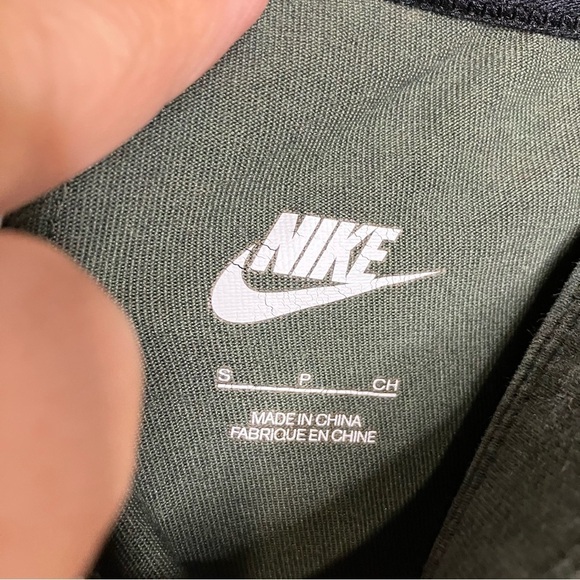 NIKE
S P CH
MADE IN CHINA
FABRIQUE EN CHINE